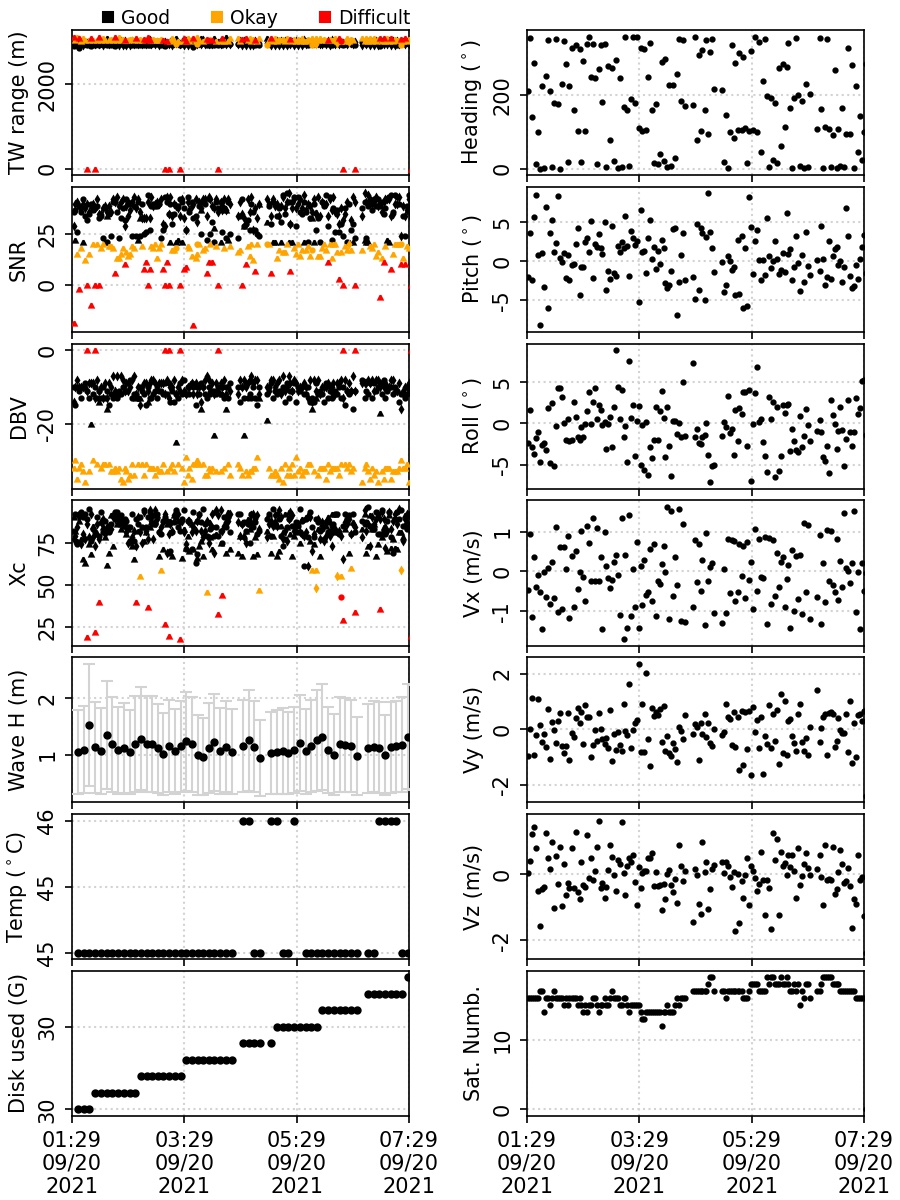 Good Okay Difficult
TW range (m)
2000
0
SNR
25
0
DBV
0
-20
Xc
75
50
25
Wave H (m)
2
1
Temp (°C)
46
45
45
Disk used (G)
30
30
01:29 03:29 05:29 07:29
09/20 09/20 09/20 09/20
2021 2021 2021 2021
Heading (°)
200
0
Pitch (°)
5
0
-5
Roll (°)
5
0
-5
Vx (m/s)
1
0
-1
Vy (m/s)
2
0
-2
Vz (m/s)
0
-2
Sat. Numb.
10
0
01:29 03:29 05:29 07:29
09/20 09/20 09/20 09/20
2021 2021 2021 2021